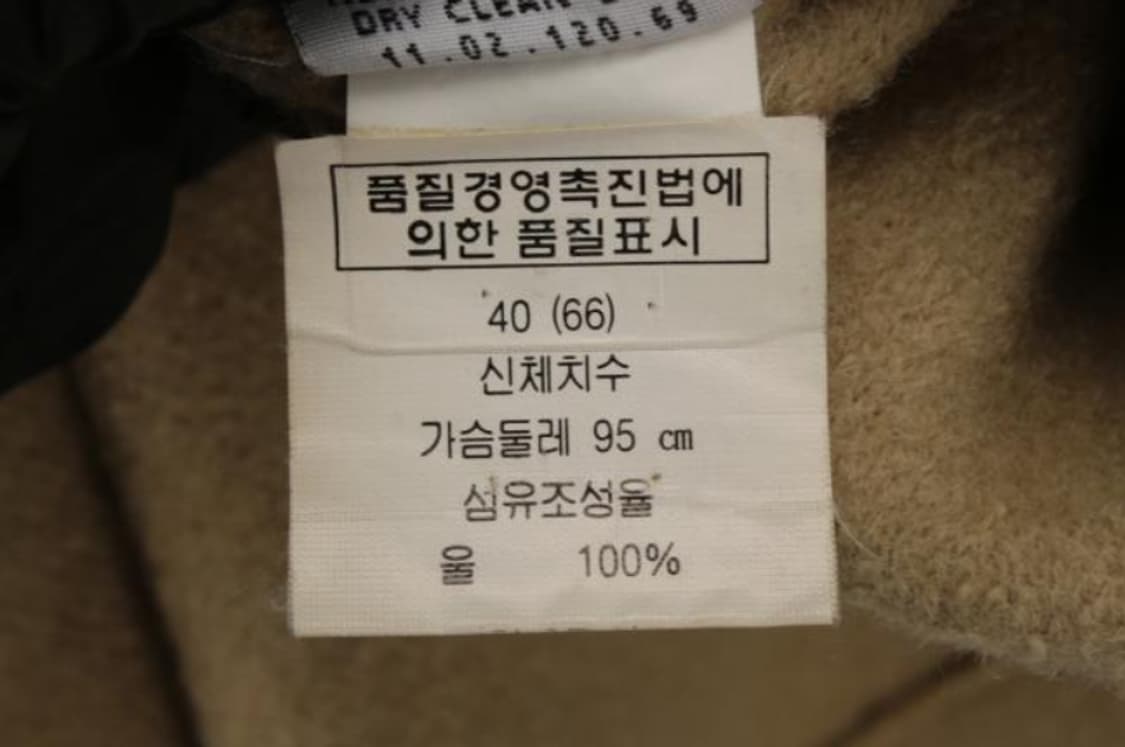 DRY CLEAN
11.02.120.69
품질경영촉진법에
의한 품질표시
40 (66)
신체치수
가슴둘레 95 cm
섬유조성율
울 100%